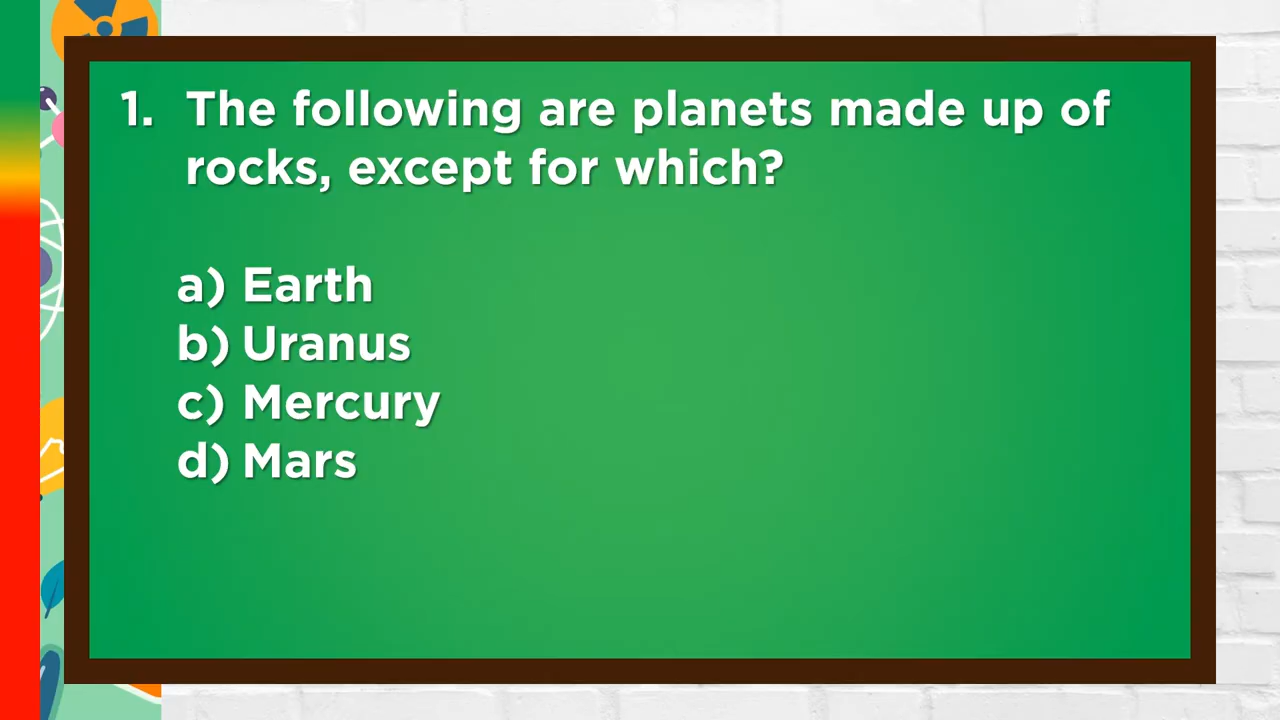 1. The following are planets made up of
rocks, except for which?
a) Earth
b) Uranus
c) Mercury
d) Mars